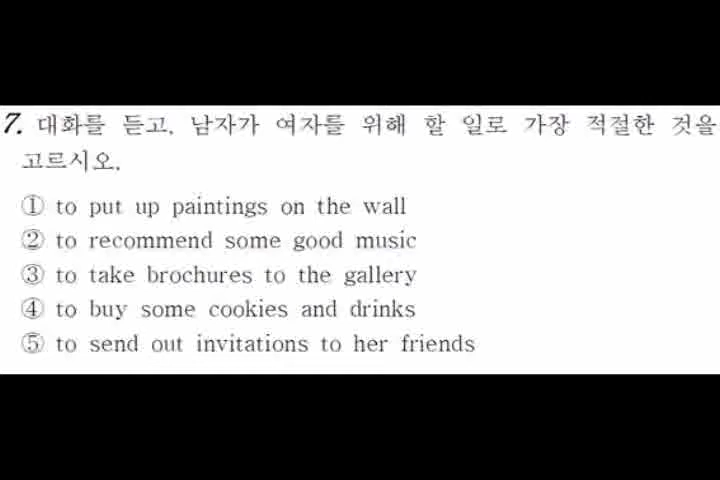 7. 대화를 듣고, 남자가 여자를 위해 할 일로 가장 적절한 것을
고르시오.
① to put up paintings on the wall
② to recommend some good music
③ to take brochures to the gallery
④ to buy some cookies and drinks
⑤ to send out invitations to her friends